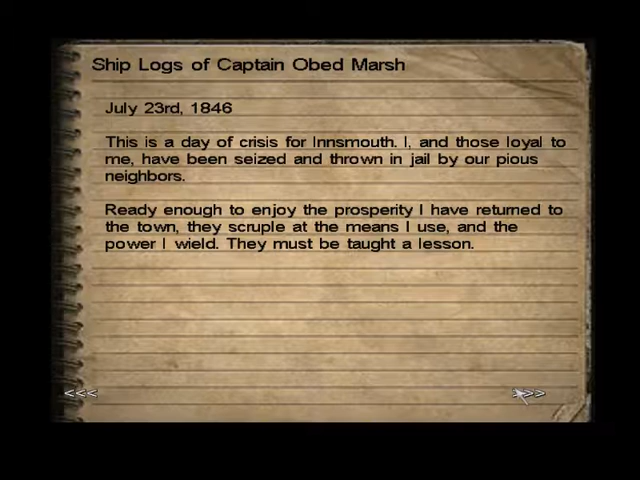 Ship Logs of Captain Obed Marsh
July 23rd, 1846
This is a day of crisis for Innsmouth. I, and those loyal to
me, have been seized and thrown in jail by our pious
neighbors.
Ready enough to enjoy the prosperity I have returned to
the town, they scruple at the means I use, and the
power I wield. They must be taught a lesson.
<<< >>>